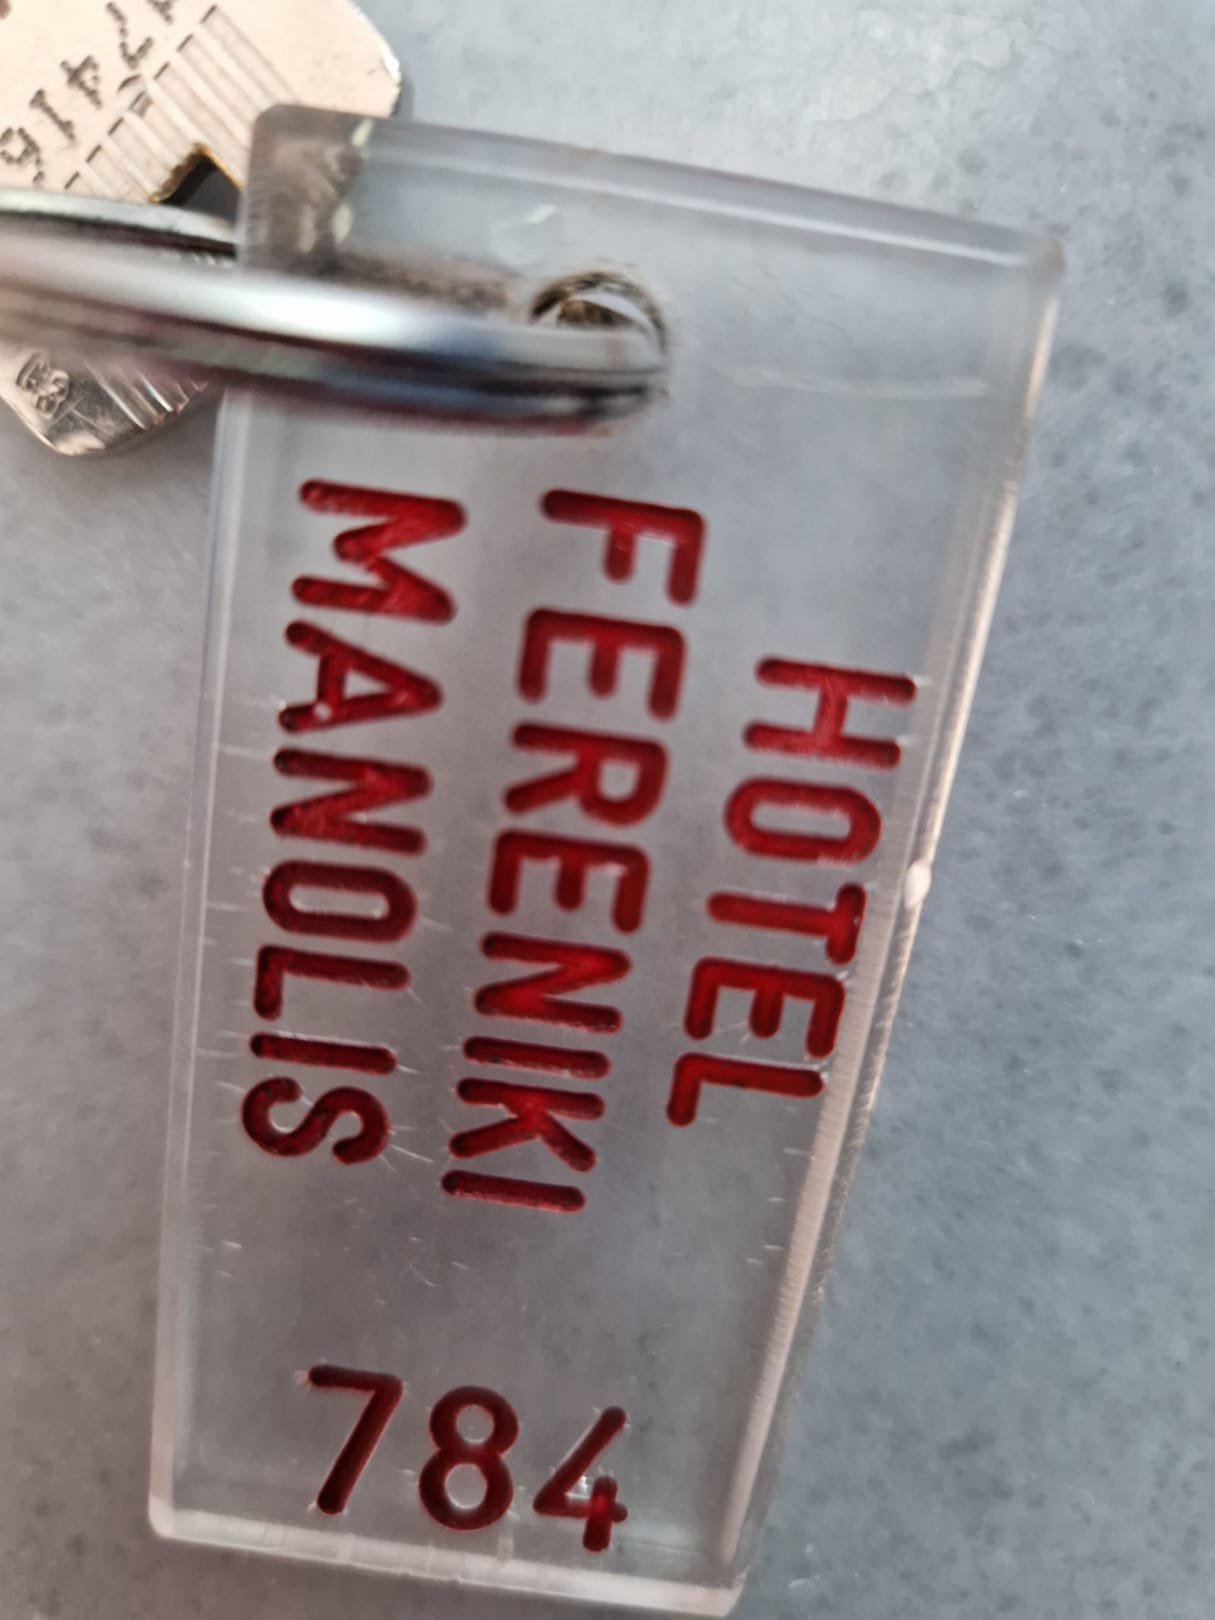 HOTEL
FERENIKI
MANOLIS
784